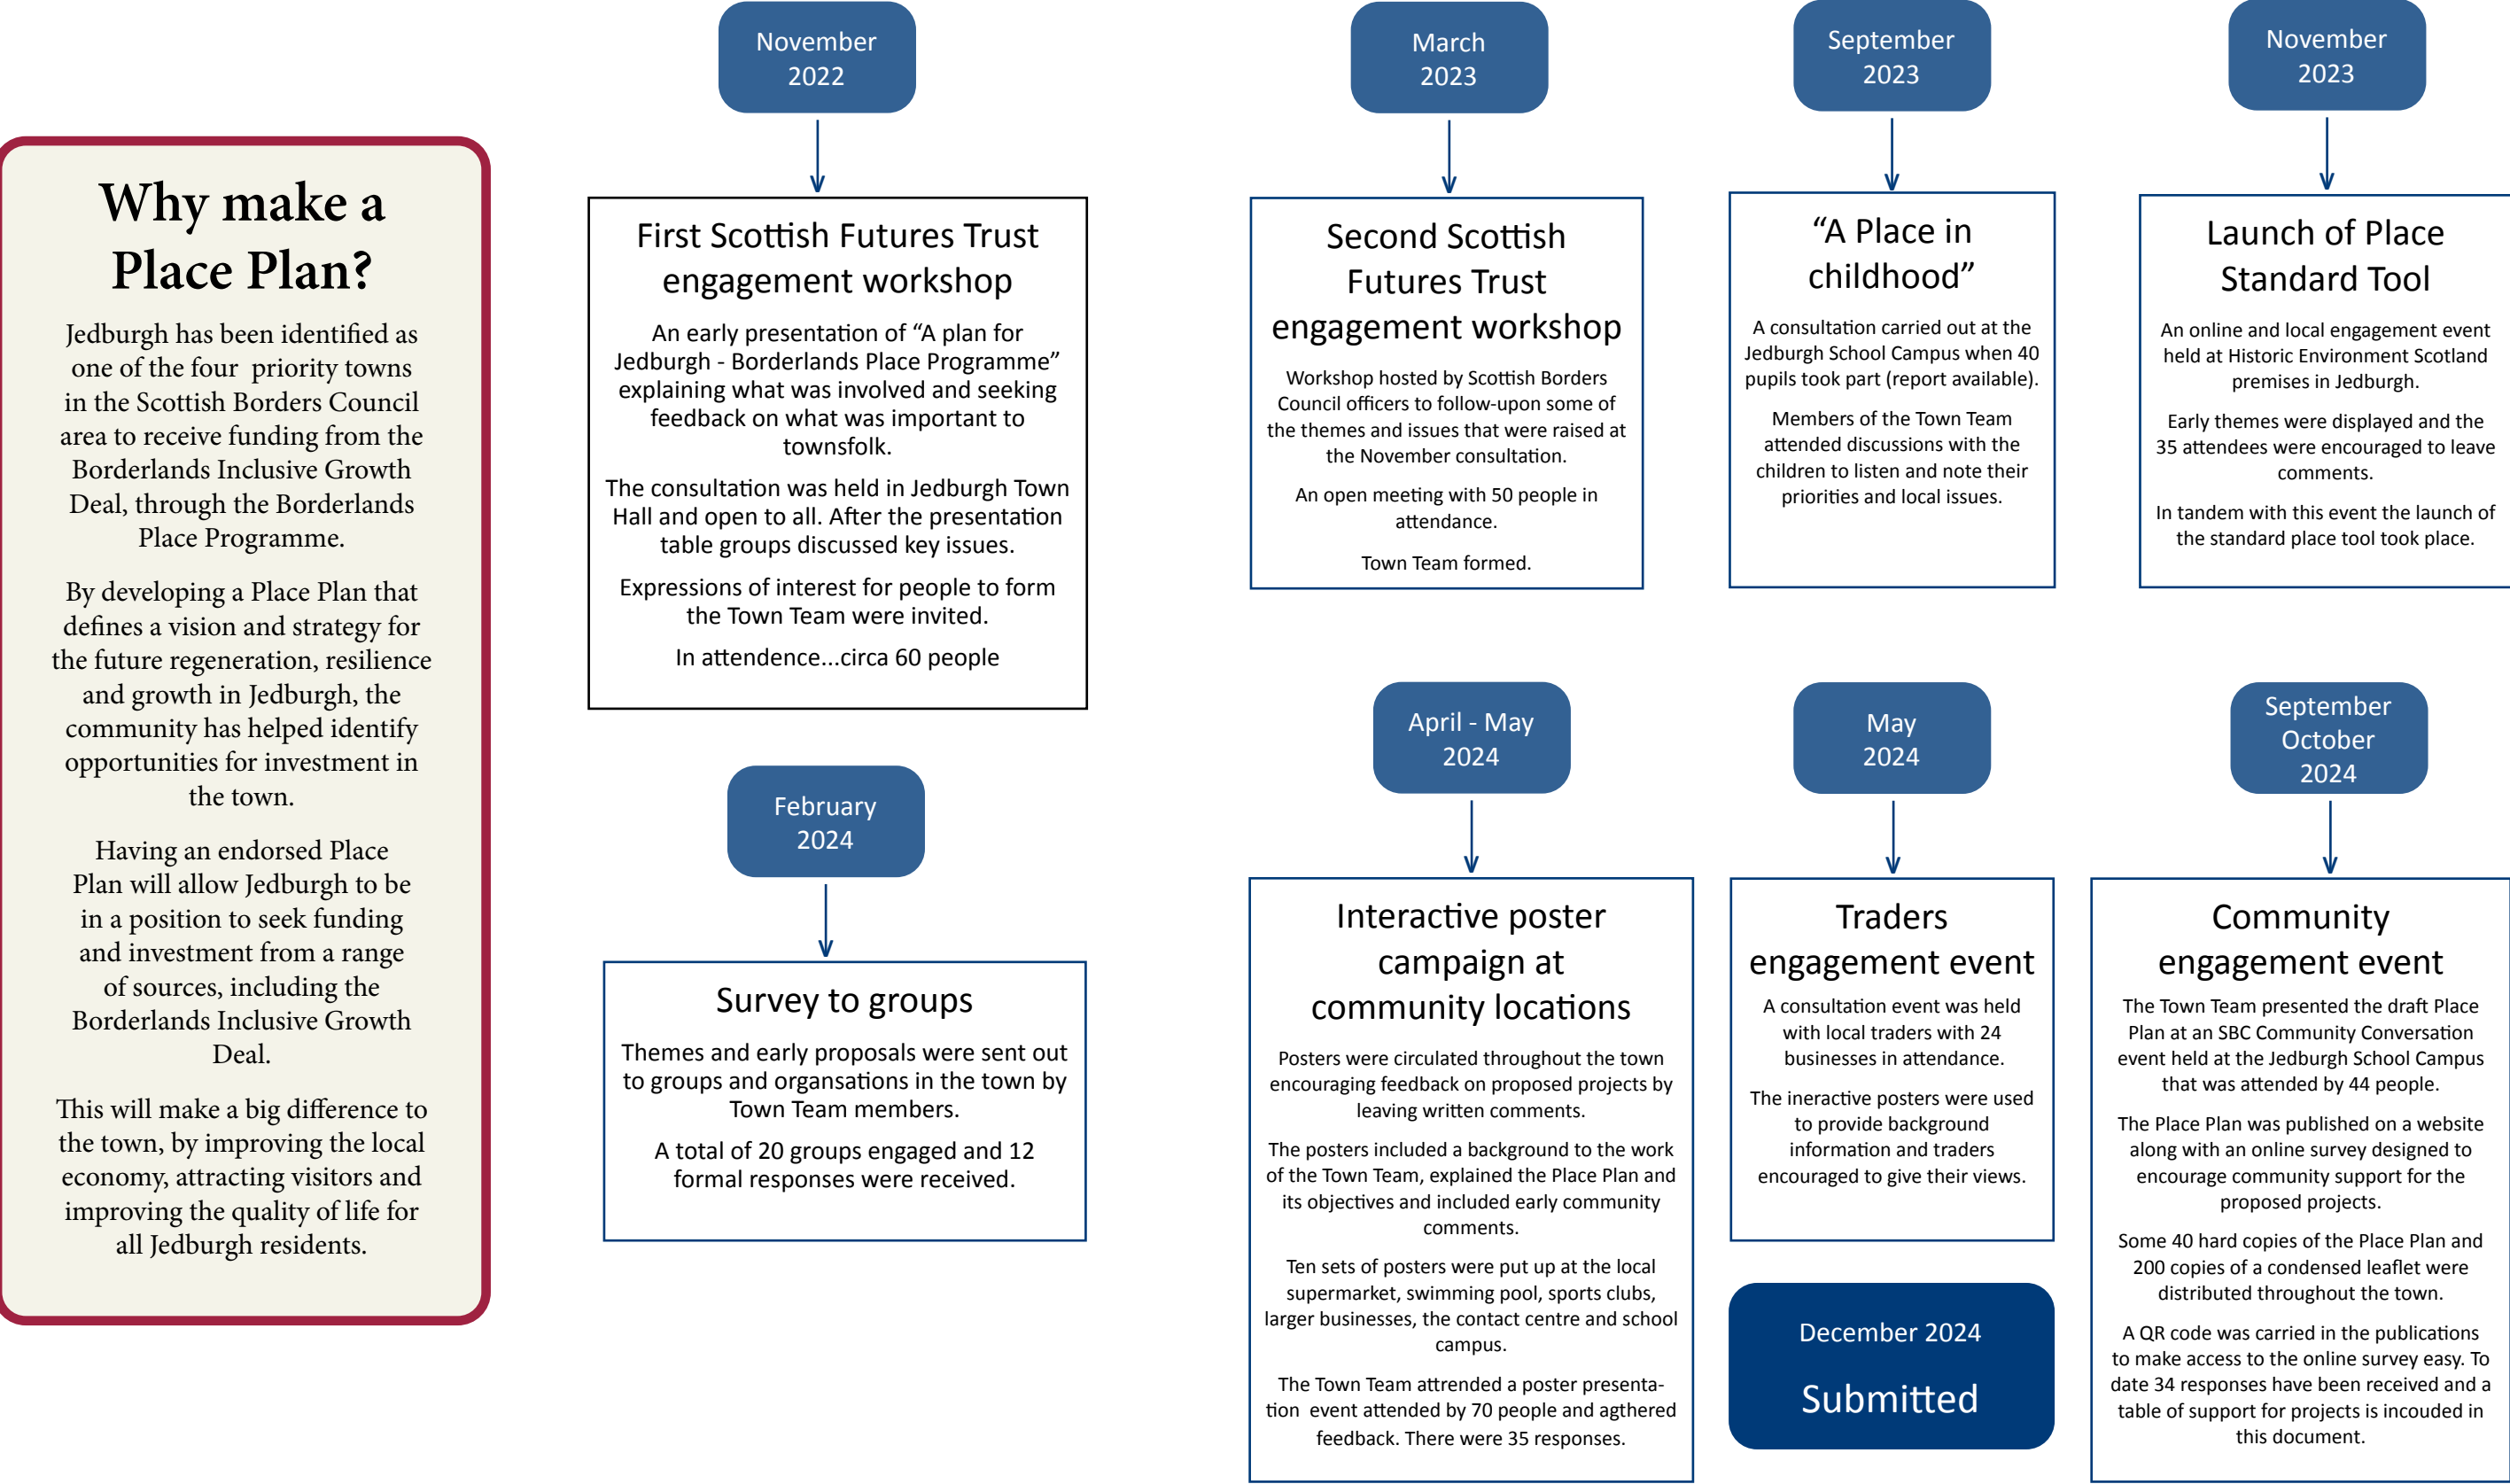 Why make a
Place Plan?
Jedburgh has been identified as
one of the four priority towns
in the Scottish Borders Council
area to receive funding from the
Borderlands Inclusive Growth
Deal, through the Borderlands
Place Programme.
By developing a Place Plan that
defines a vision and strategy for
the future regeneration, resilience
and growth in Jedburgh, the
community has helped identify
opportunities for investment in
the town.
Having an endorsed Place
Plan will allow Jedburgh to be
in a position to seek funding
and investment from a range
of sources, including the
Borderlands Inclusive Growth
Deal.
This will make a big difference to
the town, by improving the local
economy, attracting visitors and
improving the quality of life for
all Jedburgh residents.
November
2022
First Scottish Futures Trust
engagement workshop
An early presentation of “A plan for
Jedburgh - Borderlands Place Programme”
explaining what was involved and seeking
feedback on what was important to
townsfolk.
The consultation was held in Jedburgh Town
Hall and open to all. After the presentation
table groups discussed key issues.
Expressions of interest for people to form
the Town Team were invited.
In attendence...circa 60 people
March
2023
Second Scottish
Futures Trust
engagement workshop
Workshop hosted by Scottish Borders
Council officers to follow-upon some of
the themes and issues that were raised at
the November consultation.
An open meeting with 50 people in
attendance.
Town Team formed.
September
2023
“A Place in
childhood”
A consultation carried out at the
Jedburgh School Campus when 40
pupils took part (report available).
Members of the Town Team
attended discussions with the
children to listen and note their
priorities and local issues.
November
2023
Launch of Place
Standard Tool
An online and local engagement event
held at Historic Environment Scotland
premises in Jedburgh.
Early themes were displayed and the
35 attendees were encouraged to leave
comments.
In tandem with this event the launch of
the standard place tool took place.
February
2024
Survey to groups
Themes and early proposals were sent out
to groups and organsations in the town by
Town Team members.
A total of 20 groups engaged and 12
formal responses were received.
April - May
2024
Interactive poster
campaign at
community locations
Posters were circulated throughout the town
encouraging feedback on proposed projects by
leaving written comments.
The posters included a background to the work
of the Town Team, explained the Place Plan and
its objectives and included early community
comments.
Ten sets of posters were put up at the local
supermarket, swimming pool, sports clubs,
larger businesses, the contact centre and school
campus.
The Town Team attrended a poster presenta-
tion event attended by 70 people and agthered
feedback. There were 35 responses.
May
2024
Traders
engagement event
A consultation event was held
with local traders with 24
businesses in attendance.
The ineractive posters were used
to provide background
information and traders
encouraged to give their views.
December 2024
Submitted
September
October
2024
Community
engagement event
The Town Team presented the draft Place
Plan at an SBC Community Conversation
event held at the Jedburgh School Campus
that was attended by 44 people.
The Place Plan was published on a website
along with an online survey designed to
encourage community support for the
proposed projects.
Some 40 hard copies of the Place Plan and
200 copies of a condensed leaflet were
distributed throughout the town.
A QR code was carried in the publications
to make access to the online survey easy. To
date 34 responses have been received and a
table of support for projects is incouded in
this document.